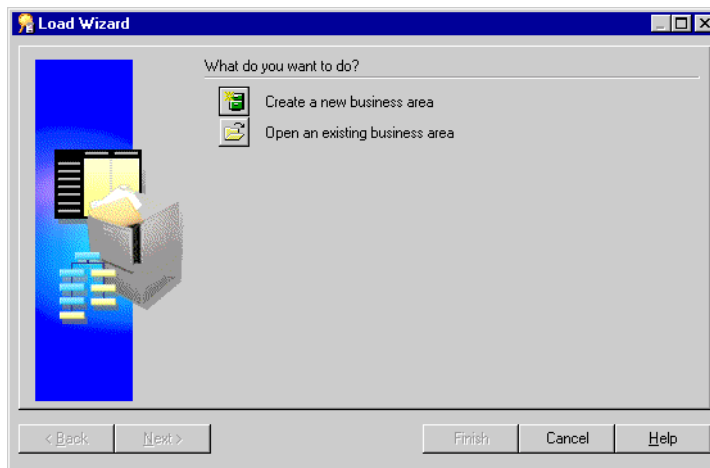 Load Wizard
What do you want to do?
Create a new business area
Open an existing business area
< Back
Next >
Finish
Cancel
Help